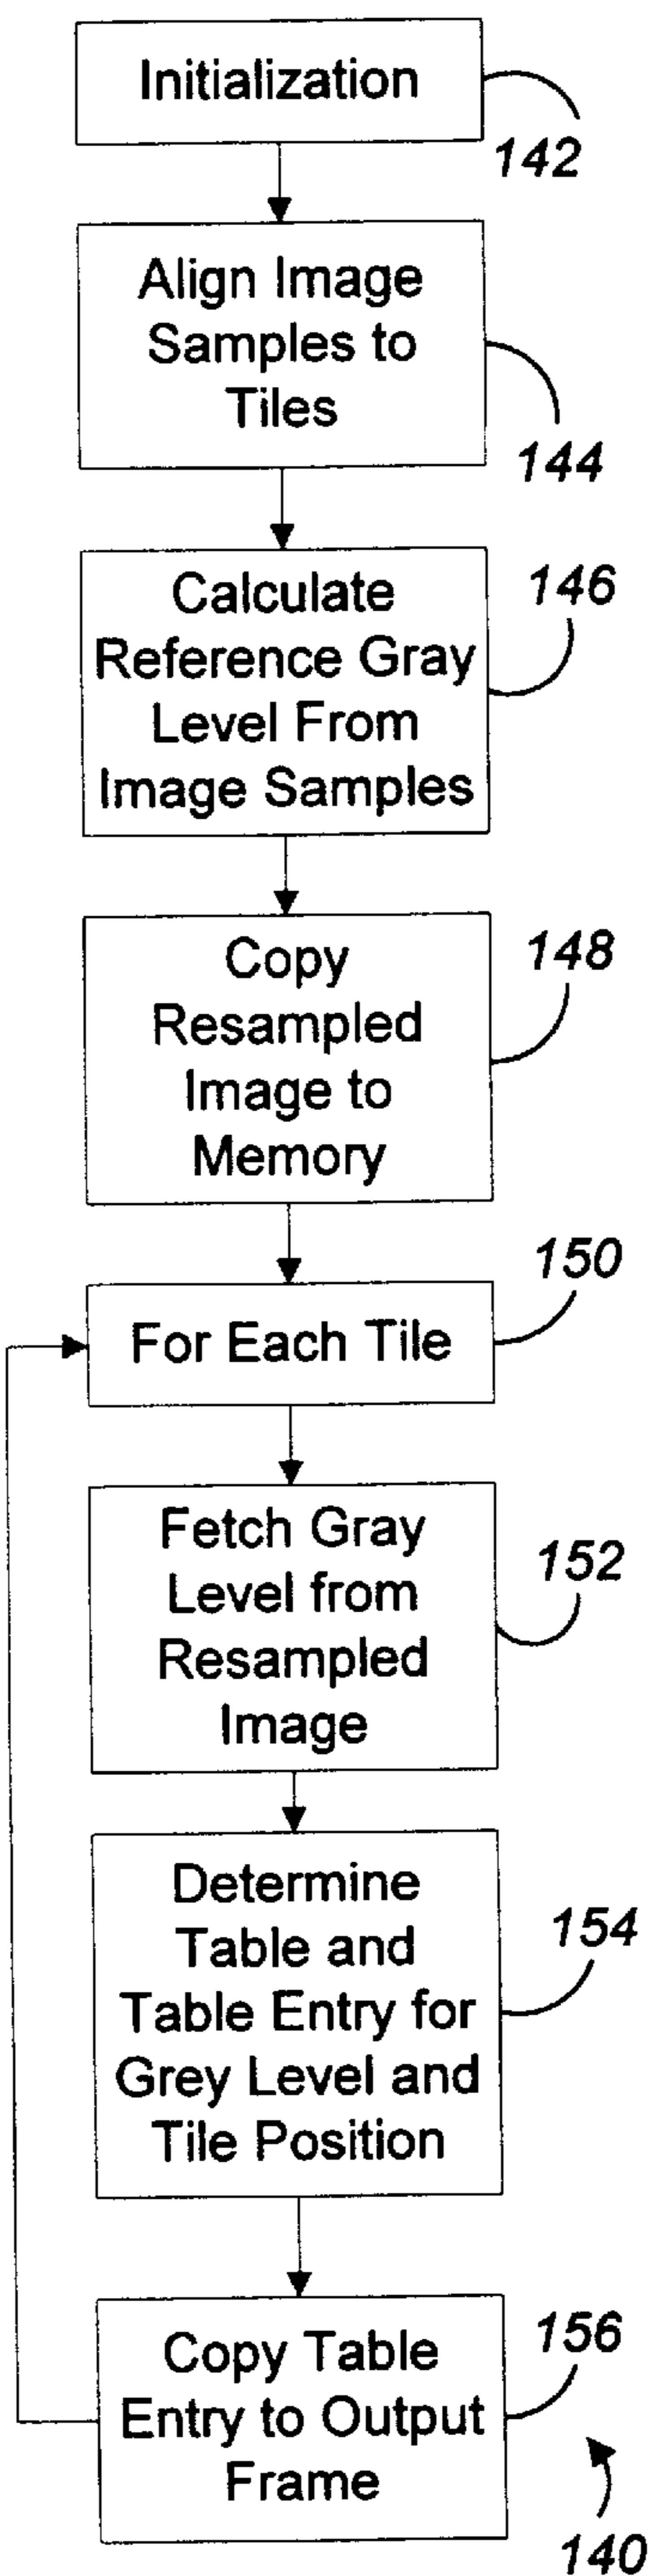 Initialization
142
Align Image
Samples to
Tiles
144
146
Calculate
Reference Gray
Level From
Image Samples
148
Copy
Resampled
Image to
Memory
150
For Each Tile
Fetch Gray
Level from
Resampled
Image
152
Determine
Table and
Table Entry for
Grey Level and
Tile Position
154
Copy Table
Entry to Output
Frame
156
140